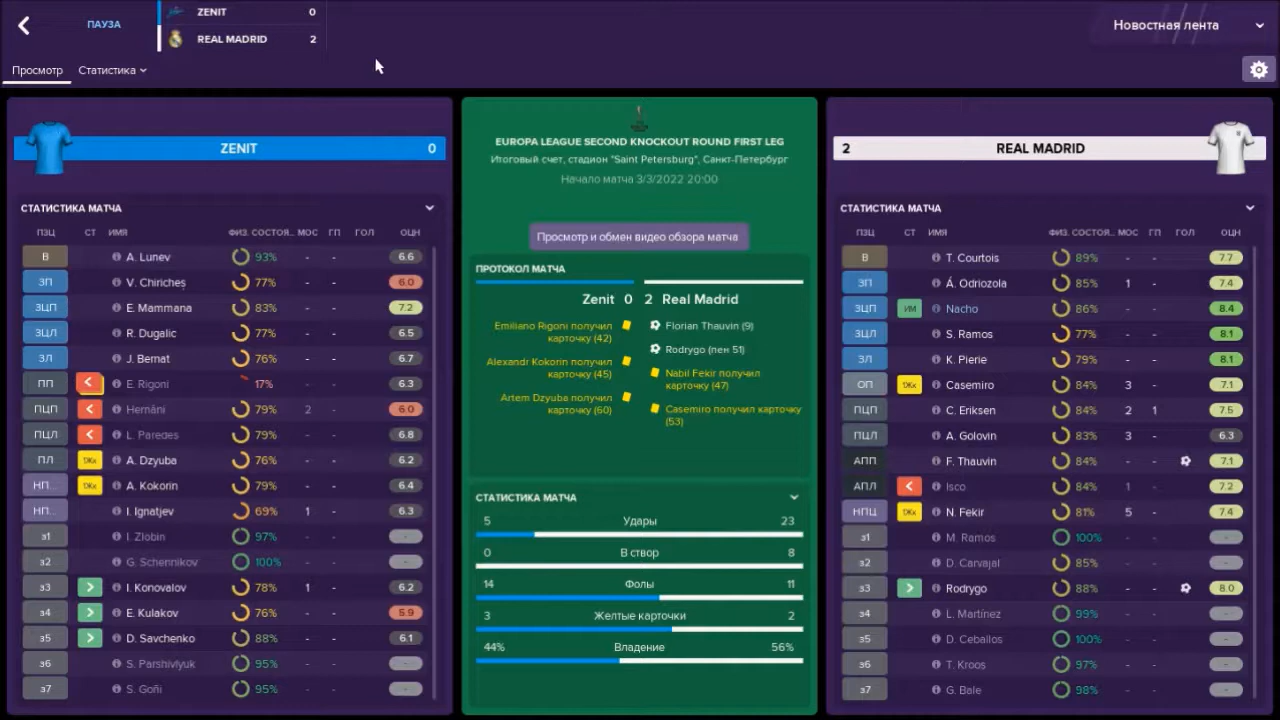 ПАУЗА
ZENIT 0
REAL MADRID 2
Новостная лента
Просмотр Статистика
ZENIT 0
СТАТИСТИКА МАТЧА
ПЗЦ СТ ИМЯ ФИЗ. СОСТОЯ... МОС ГП ГОЛ ОЦН
В A. Lunev 93% - - 6.6
ЗП V. Chiricheș 77% - - 6.0
ЗЦП E. Mammana 83% - - 7.2
ЗЦЛ R. Dugalic 77% - - 6.5
ЗЛ J. Bernat 76% - - 6.7
ПП E. Rigoni 17% - - 6.3
ПЦП Hernâni 79% 2 - 6.0
ПЦЛ L. Paredes 79% - - 6.8
ПЛ ЖКк A. Dzyuba 76% - - 6.2
НП... ЖКк A. Kokorin 79% - - 6.4
НП... I. Ignatjev 69% 1 - 6.3
з1 I. Zlobin 97% - - -
з2 G. Schennikov 100% - - -
з3 I. Konovalov 78% 1 - 6.2
з4 E. Kulakov 76% - - 5.9
з5 D. Savchenko 88% - - 6.1
з6 S. Parshivlyuk 95% - - -
з7 S. Goñi 95% - - -
EUROPA LEAGUE SECOND KNOCKOUT ROUND FIRST LEG
Итоговый счет, стадион "Saint Petersburg", Санкт-Петербург
Начало матча 3/3/2022 20:00
Просмотр и обмен видео обзора матча
ПРОТОКОЛ МАТЧА
Zenit 0 2 Real Madrid
Emiliano Rigoni получил
карточку (42)
Alexandr Kokorin получил
карточку (45)
Artem Dzyuba получил
карточку (60)
Florian Thauvin (9)
Rodrygo (пен 51)
Nabil Fekir получил
карточку (47)
Casemiro получил карточку
(53)
СТАТИСТИКА МАТЧА
5 Удары 23
0 В створ 8
14 Фолы 11
3 Желтые карточки 2
44% Владение 56%
2 REAL MADRID
СТАТИСТИКА МАТЧА
ПЗЦ СТ ИМЯ ФИЗ. СОСТОЯ... МОС ГП ГОЛ ОЦН
В T. Courtois 89% - - 7.7
ЗП Á. Odriozola 85% 1 - 7.4
ЗЦП ИМ Nacho 86% - - 8.4
ЗЦЛ S. Ramos 77% - - 8.1
ЗЛ K. Pierie 79% - - 8.1
ОП ЖКк Casemiro 84% 3 - 7.1
ПЦП C. Eriksen 84% 2 1 7.5
ПЦЛ A. Golovin 83% 3 - 6.3
АПП F. Thauvin 84% - - 7.1
АПЛ Isco 84% 1 - 7.2
НПЦ ЖКк N. Fekir 81% 5 - 7.4
з1 M. Ramos 100% - - -
з2 D. Carvajal 85% - - -
з3 Rodrygo 88% - - 8.0
з4 L. Martínez 99% - - -
з5 D. Ceballos 100% - - -
з6 T. Kroos 97% - - -
з7 G. Bale 98% - - -